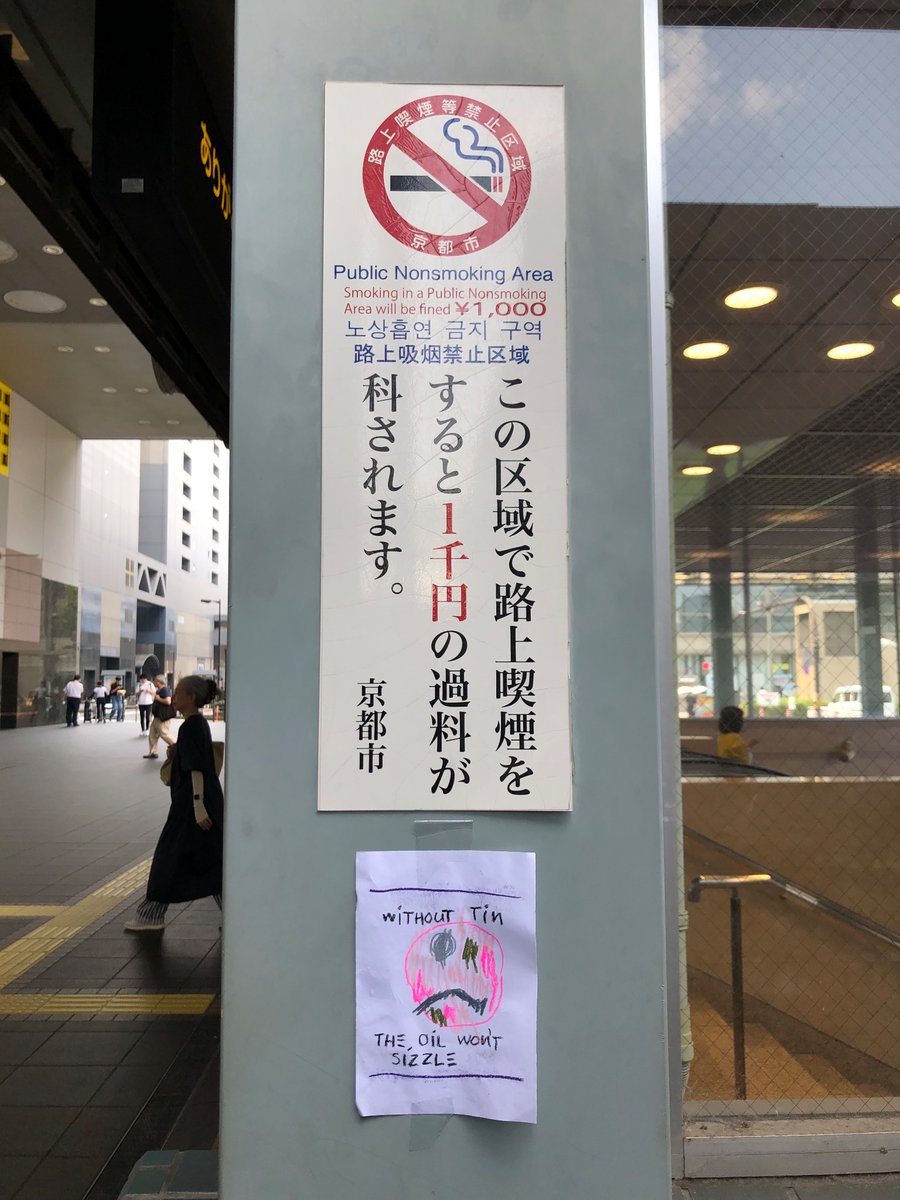 ありが
路上喫煙等禁止区域
京都市
Public Nonsmoking Area
Smoking in a Public Nonsmoking
Area will be fined ¥1,000
노상흡연 금지 구역
路上吸烟禁止区域
この区域で路上喫煙を
すると1千円の過料が
科されます。
京都市
WITHOUT TIN
THE OIL WON'T
SIZZLE